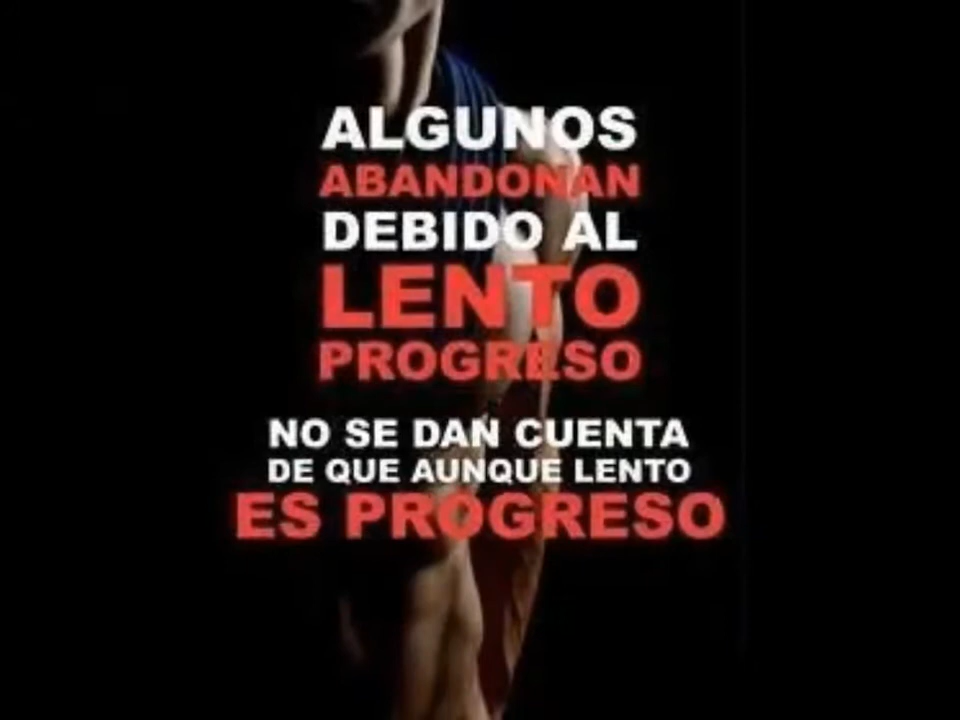 ALGUNOS
ABANDONAN
DEBIDO AL
LENTO
PROGRESO
NO SE DAN CUENTA
DE QUE AUNQUE LENTO
ES PROGRESO